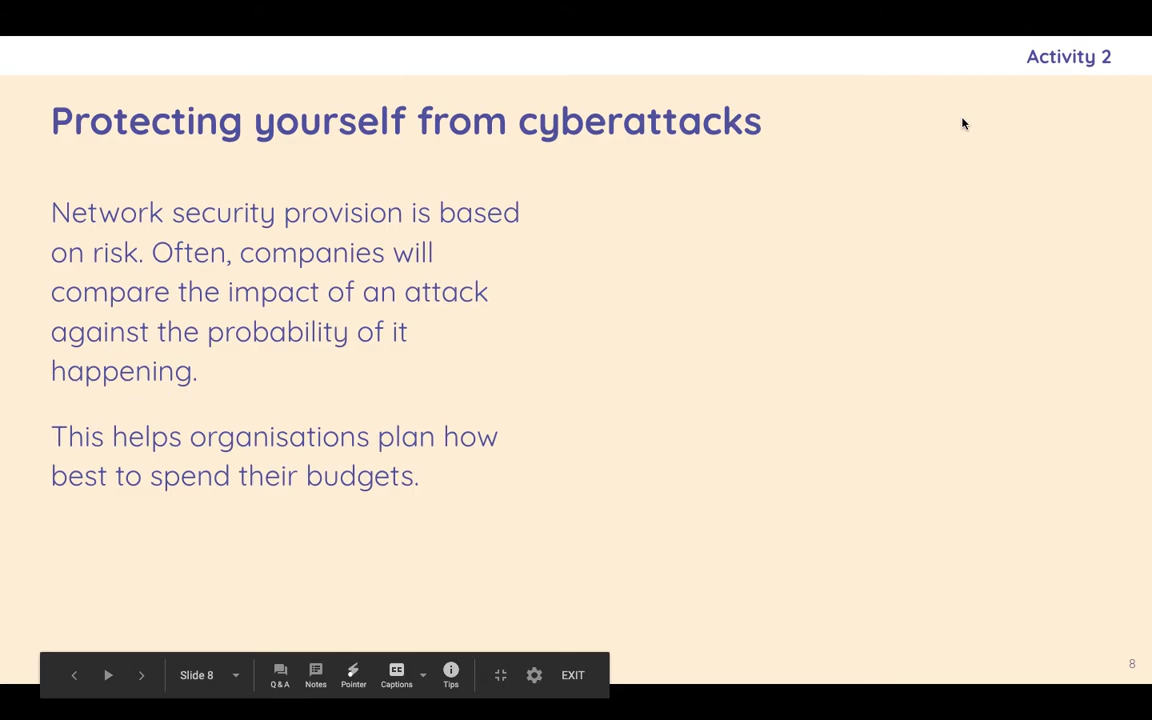 Activity 2
Protecting yourself from cyberattacks
Network security provision is based
on risk. Often, companies will
compare the impact of an attack
against the probability of it
happening.
This helps organisations plan how
best to spend their budgets.
8
Slide 8
Q & A
Notes
Pointer
CC
Captions
Tips
EXIT